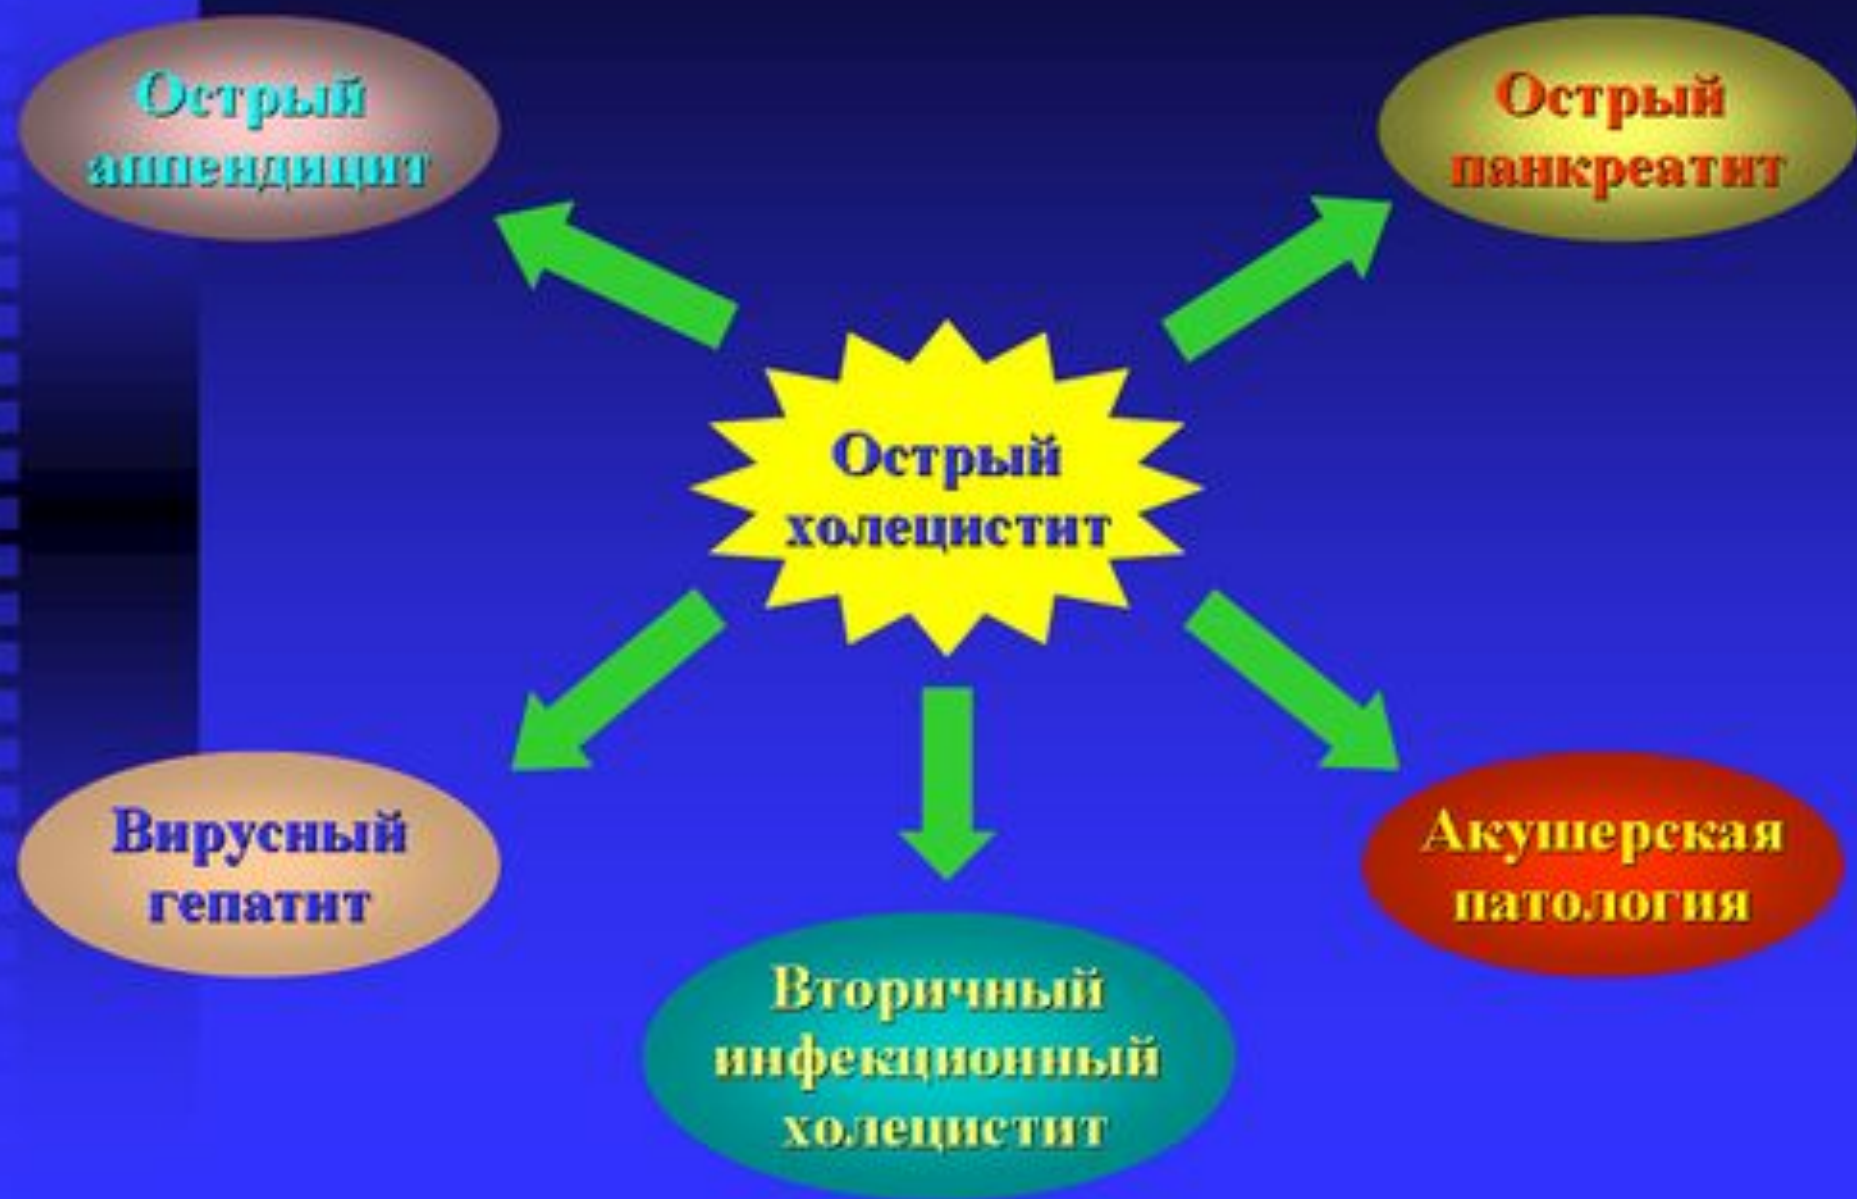 Острый
аппендицит
Острый
панкреатит
Острый
холецистит
Вирусный
гепатит
Акушерская
патология
Вторичный
инфекционный
холецистит